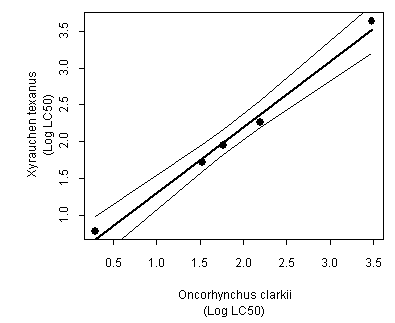 Xyrauchen texanus
(Log LC50)
3.5
3.0
2.5
2.0
1.5
1.0
0.5 1.0 1.5 2.0 2.5 3.0 3.5
Oncorhynchus clarkii
(Log LC50)